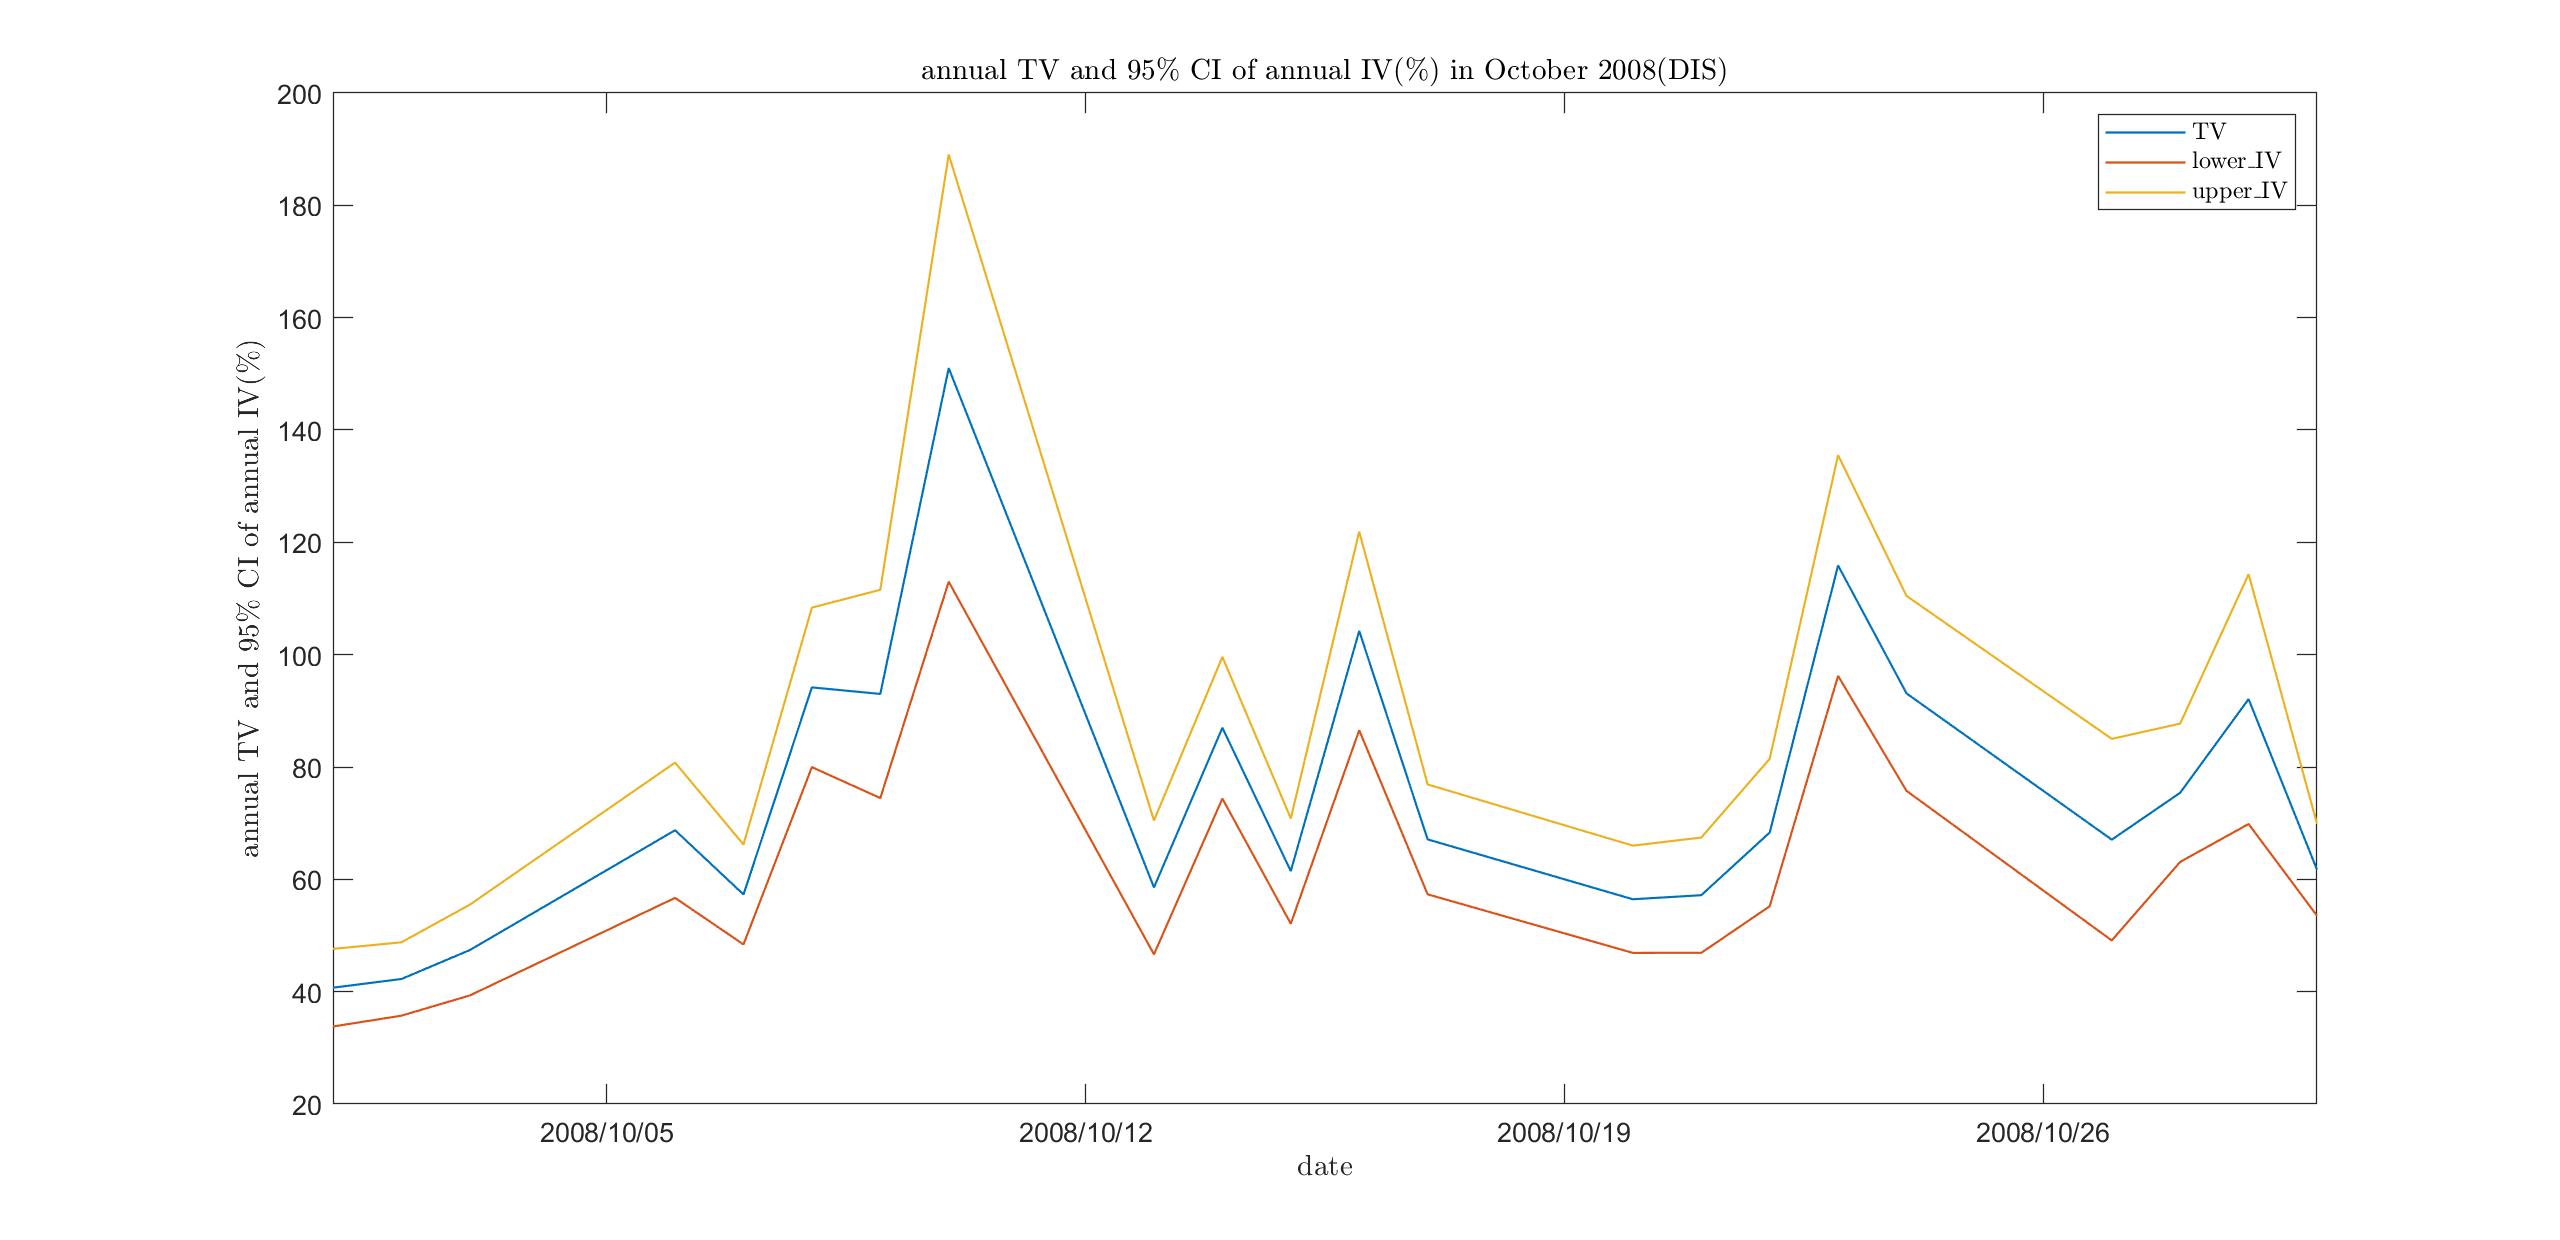 annual TV and 95% CI of annual IV(%) in October 2008(DIS)
200
180
160
140
120
100
80
60
40
20
annual TV and 95% CI of annual IV(%)
TV
lower_IV
upper_IV
2008/10/05 2008/10/12 2008/10/19 2008/10/26
date